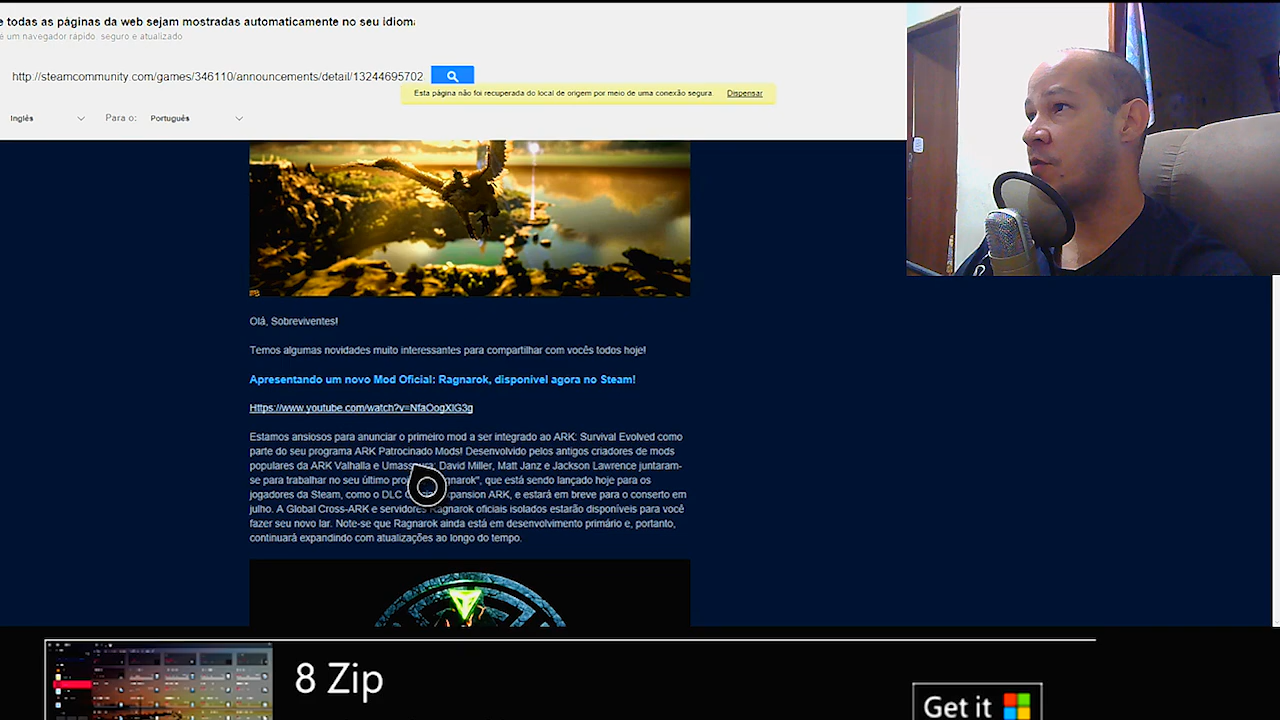 e todas as páginas da web sejam mostradas automaticamente no seu idioma
é um navegador rápido seguro e atualizado
http://steamcommunity.com/games/346110/announcements/detail/13244695702
Esta página não foi recuperada do local de origem por meio de uma conexão segura Dispensar
Inglês Para o: Português
Olá, Sobreviventes!
Temos algumas novidades muito interessantes para compartilhar com vocês todos hoje!
Apresentando um novo Mod Oficial: Ragnarok, disponível agora no Steam!
Https://www.youtube.com/watch?v=NfaOogXIG3g
Estamos ansiosos para anunciar o primeiro mod a ser integrado ao ARK: Survival Evolved como
parte do seu programa ARK Patrocinado Mods! Desenvolvido pelos antigos criadores de mods
populares da ARK Valhalla e David Miller, Matt Janz e Jackson Lawrence juntaram-
se para trabalhar no seu último que está sendo lançado hoje para os
jogadores da Steam, como o DLC ARK, e estará em breve para o conserto em
julho. A Global Cross-ARK e servidores Ragnarok oficiais isolados estarão disponíveis para você
fazer seu novo lar. Note-se que Ragnarok ainda está em desenvolvimento primário e, portanto,
continuará expandindo com atualizações ao longo do tempo.
8 Zip
Get it